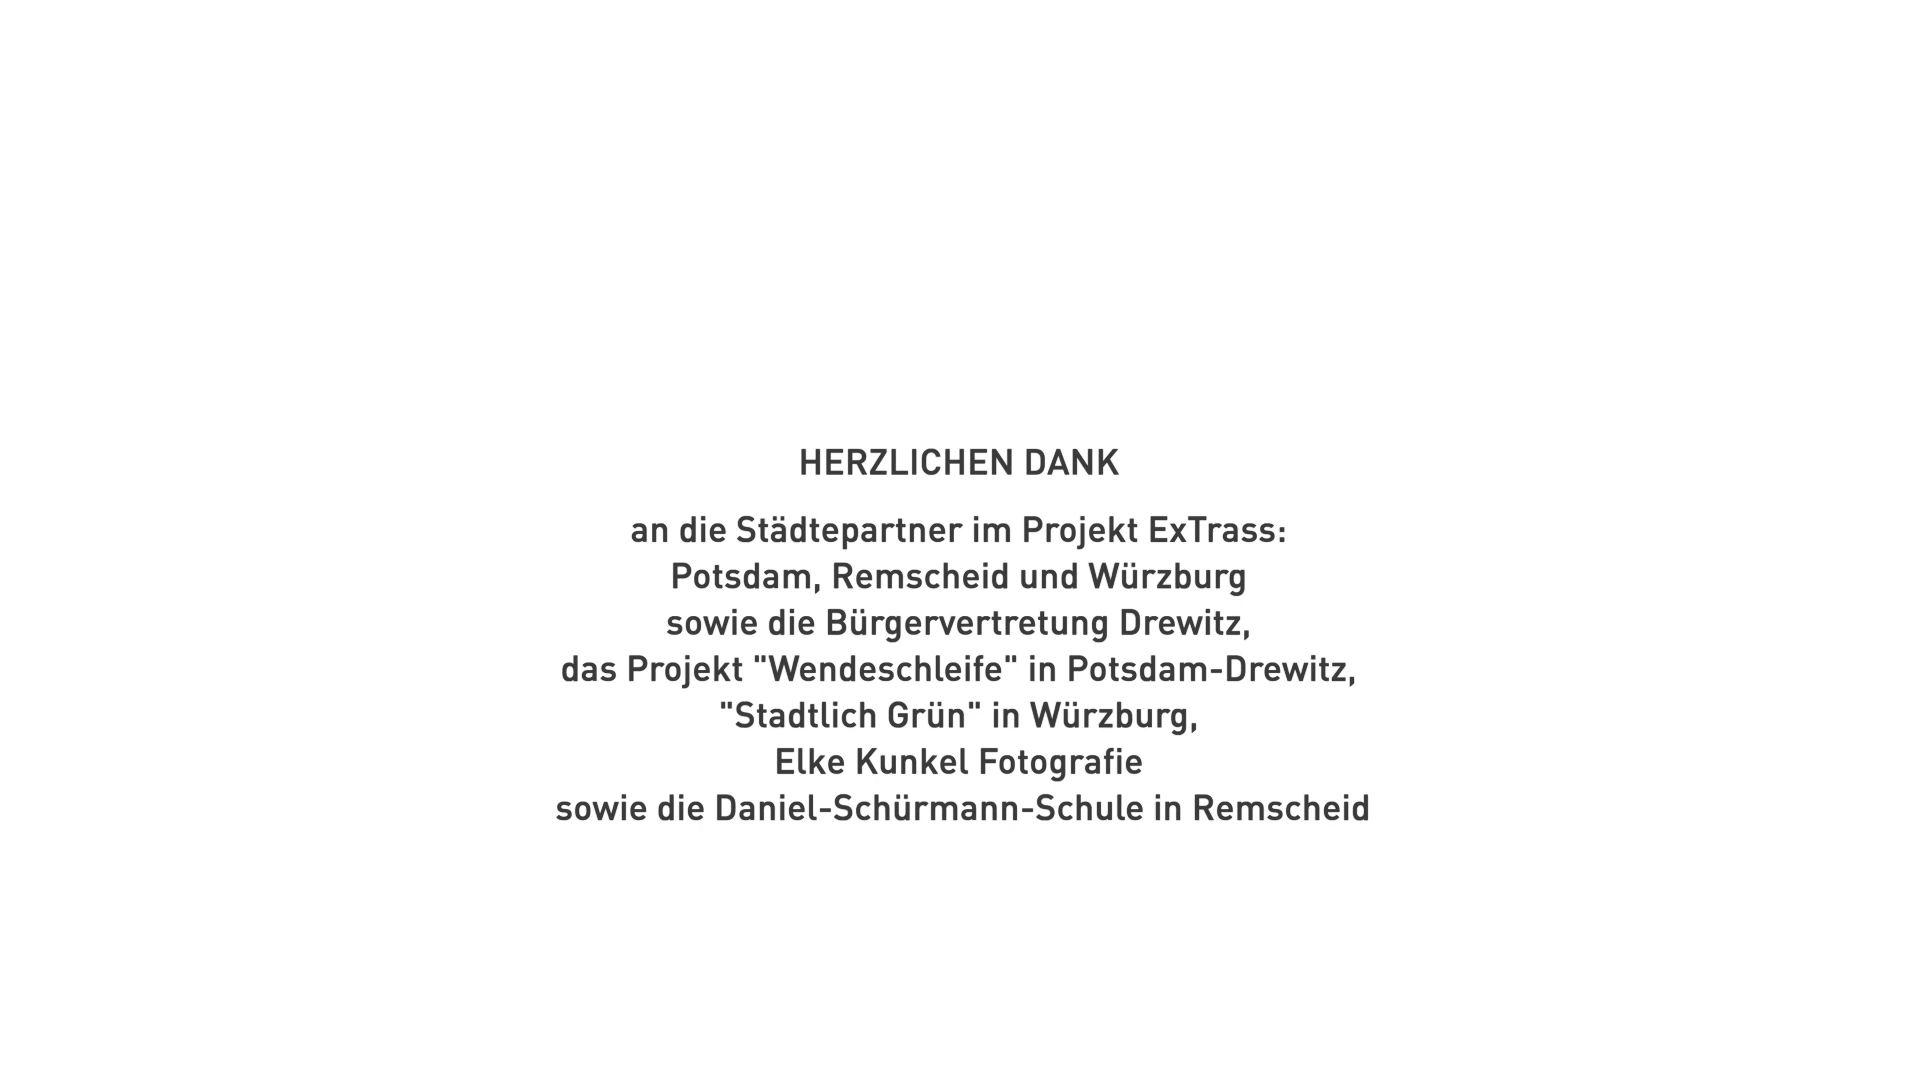 HERZLICHEN DANK
an die Städtepartner im Projekt ExTrass:
Potsdam, Remscheid und Würzburg
sowie die Bürgervertretung Drewitz,
das Projekt "Wendeschleife" in Potsdam-Drewitz,
"Stadtlich Grün" in Würzburg,
Elke Kunkel Fotografie
sowie die Daniel-Schürmann-Schule in Remscheid